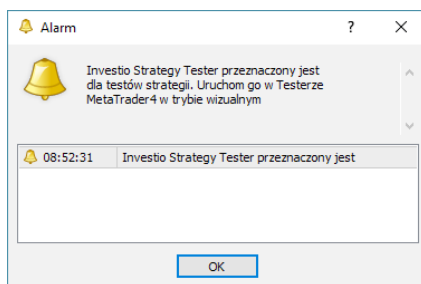 Alarm
?
Investio Strategy Tester przeznaczony jest
dla testów strategii. Uruchom go w Testerze
MetaTrader4 w trybie wizualnym
08:52:31 Investio Strategy Tester przeznaczony jest
OK